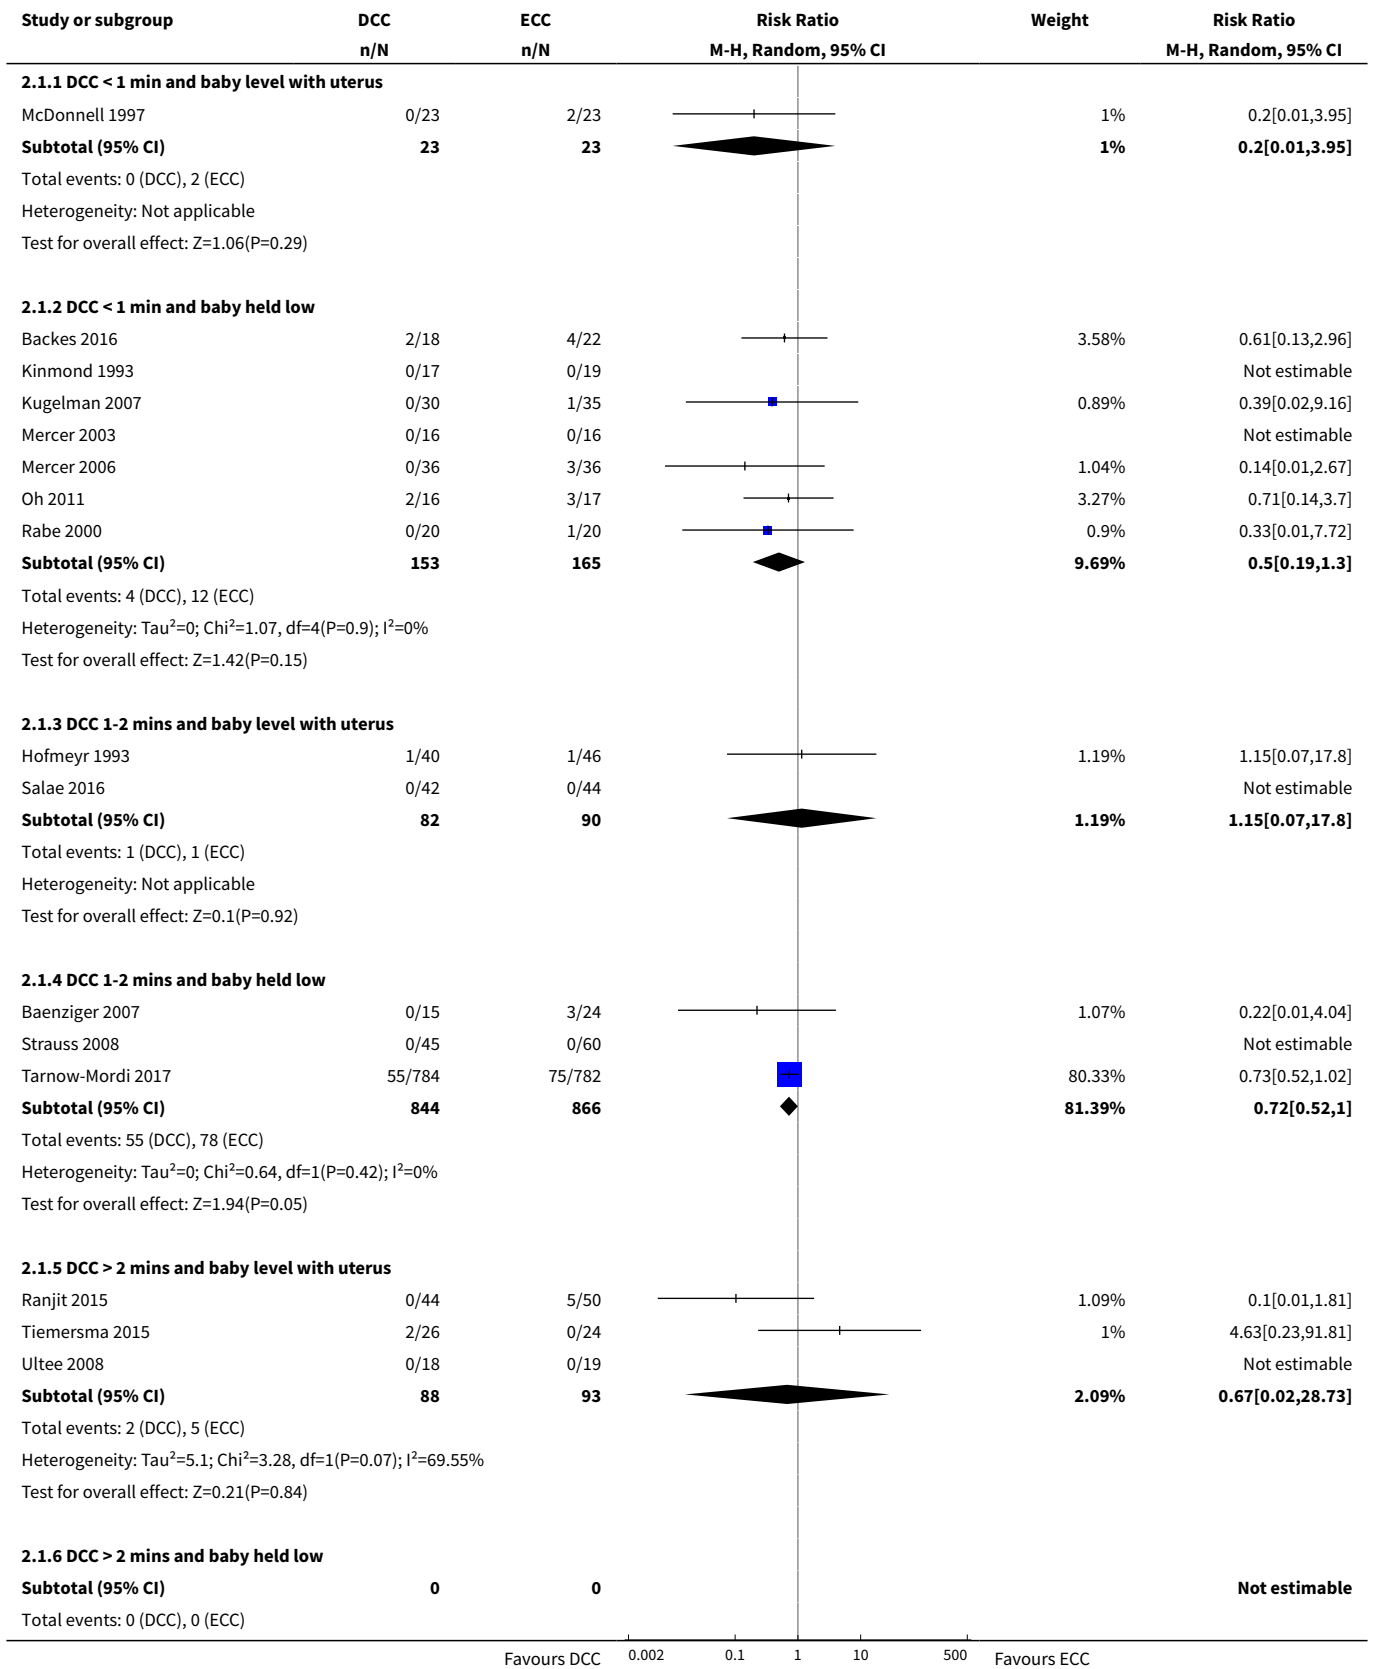 Study or subgroup DCC ECC Risk Ratio Weight Risk Ratio
n/N n/N M-H, Random, 95% CI M-H, Random, 95% CI
2.1.1 DCC < 1 min and baby level with uterus
McDonnell 1997 0/23 2/23 1% 0.2[0.01,3.95]
Subtotal (95% CI) 23 23 1% 0.2[0.01,3.95]
Total events: 0 (DCC), 2 (ECC)
Heterogeneity: Not applicable
Test for overall effect: Z=1.06(P=0.29)
2.1.2 DCC < 1 min and baby held low
Backes 2016 2/18 4/22 3.58% 0.61[0.13,2.96]
Kinmond 1993 0/17 0/19 Not estimable
Kugelman 2007 0/30 1/35 0.89% 0.39[0.02,9.16]
Mercer 2003 0/16 0/16 Not estimable
Mercer 2006 0/36 3/36 1.04% 0.14[0.01,2.67]
Oh 2011 2/16 3/17 3.27% 0.71[0.14,3.7]
Rabe 2000 0/20 1/20 0.9% 0.33[0.01,7.72]
Subtotal (95% CI) 153 165 9.69% 0.5[0.19,1.3]
Total events: 4 (DCC), 12 (ECC)
Heterogeneity: Tau²=0; Chi²=1.07, df=4(P=0.9); I²=0%
Test for overall effect: Z=1.42(P=0.15)
2.1.3 DCC 1-2 mins and baby level with uterus
Hofmeyr 1993 1/40 1/46 1.19% 1.15[0.07,17.8]
Salae 2016 0/42 0/44 Not estimable
Subtotal (95% CI) 82 90 1.19% 1.15[0.07,17.8]
Total events: 1 (DCC), 1 (ECC)
Heterogeneity: Not applicable
Test for overall effect: Z=0.1(P=0.92)
2.1.4 DCC 1-2 mins and baby held low
Baenziger 2007 0/15 3/24 1.07% 0.22[0.01,4.04]
Strauss 2008 0/45 0/60 Not estimable
Tarnow-Mordi 2017 55/784 75/782 80.33% 0.73[0.52,1.02]
Subtotal (95% CI) 844 866 81.39% 0.72[0.52,1]
Total events: 55 (DCC), 78 (ECC)
Heterogeneity: Tau²=0; Chi²=0.64, df=1(P=0.42); I²=0%
Test for overall effect: Z=1.94(P=0.05)
2.1.5 DCC > 2 mins and baby level with uterus
Ranjit 2015 0/44 5/50 1.09% 0.1[0.01,1.81]
Tiemersma 2015 2/26 0/24 1% 4.63[0.23,91.81]
Ultee 2008 0/18 0/19 Not estimable
Subtotal (95% CI) 88 93 2.09% 0.67[0.02,28.73]
Total events: 2 (DCC), 5 (ECC)
Heterogeneity: Tau²=5.1; Chi²=3.28, df=1(P=0.07); I²=69.55%
Test for overall effect: Z=0.21(P=0.84)
2.1.6 DCC > 2 mins and baby held low
Subtotal (95% CI) 0 0 Not estimable
Total events: 0 (DCC), 0 (ECC)
Favours DCC 0.002 0.1 1 10 500 Favours ECC